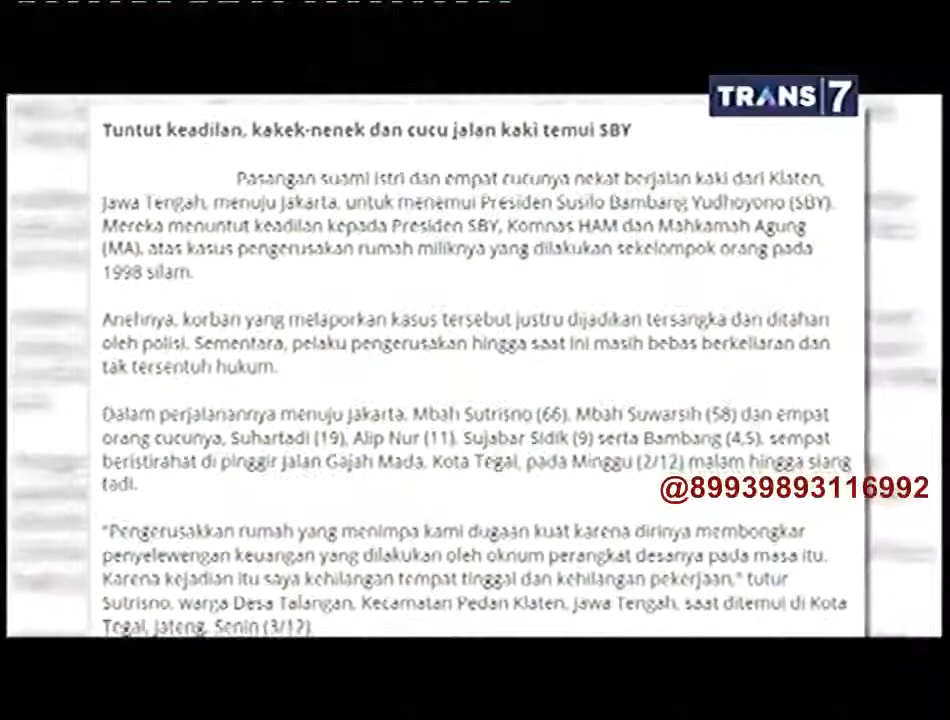 TRANS|7
Tuntut keadilan, kakek-nenek dan cucu jalan kaki temui SBY
Pasangan suami istri dan empat cucunya nekat berjalan kaki dari Klaten,
Jawa Tengah, menuju Jakarta, untuk menemui Presiden Susilo Bambang Yudhoyono (SBY).
Mereka menuntut keadilan kepada Presiden SBY, Komnas HAM dan Mahkamah Agung
(MA), atas kasus pengerusakan rumah miliknya yang dilakukan sekelompok orang pada
1998 silam.
Anehnya, korban yang melaporkan kasus tersebut justru dijadikan tersangka dan ditahan
oleh polisi. Sementara, pelaku pengerusakan hingga saat ini masih bebas berkeliaran dan
tak tersentuh hukum.
Dalam perjalanannya menuju Jakarta, Mbah Sutrisno (66), Mbah Suwarsih (58) dan empat
orang cucunya, Suhartadi (19), Alip Nur (11), Sujabar Sidik (9) serta Bambang (4,5), sempat
beristirahat di pinggir jalan Gajah Mada, Kota Tegal, pada Minggu (2/12) malam hingga siang
tadi.
@89939893116992
"Pengerusakkan rumah yang menimpa kami dugaan kuat karena dirinya membongkar
penyelewengan keuangan yang dilakukan oleh oknum perangkat desanya pada masa itu.
Karena kejadian itu saya kehilangan tempat tinggal dan kehilangan pekerjaan," tutur
Sutrisno, warga Desa Talangan, Kecamatan Pedan Klaten, Jawa Tengah, saat ditemui di Kota
Tegal, Jateng, Senin (3/12)